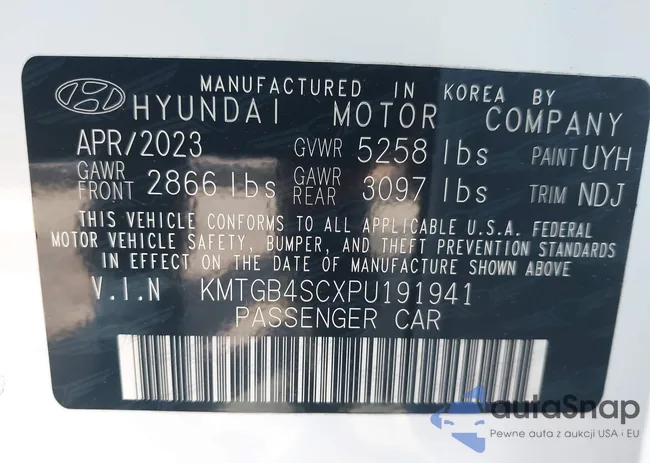 MANUFACTURED IN KOREA BY
HYUNDAI MOTOR COMPANY
APR/2023 GVWR 5258 lbs PAINT UYH
GAWR FRONT 2866 lbs GAWR REAR 3097 lbs TRIM NDJ
THIS VEHICLE CONFORMS TO ALL APPLICABLE U.S.A. FEDERAL
MOTOR VEHICLE SAFETY, BUMPER, AND THEFT PREVENTION STANDARDS
IN EFFECT ON THE DATE OF MANUFACTURE SHOWN ABOVE
V.I.N KMTGB4SCXPU191941
PASSENGER CAR
autaSnap
Pewne auta z aukcji USA i EU